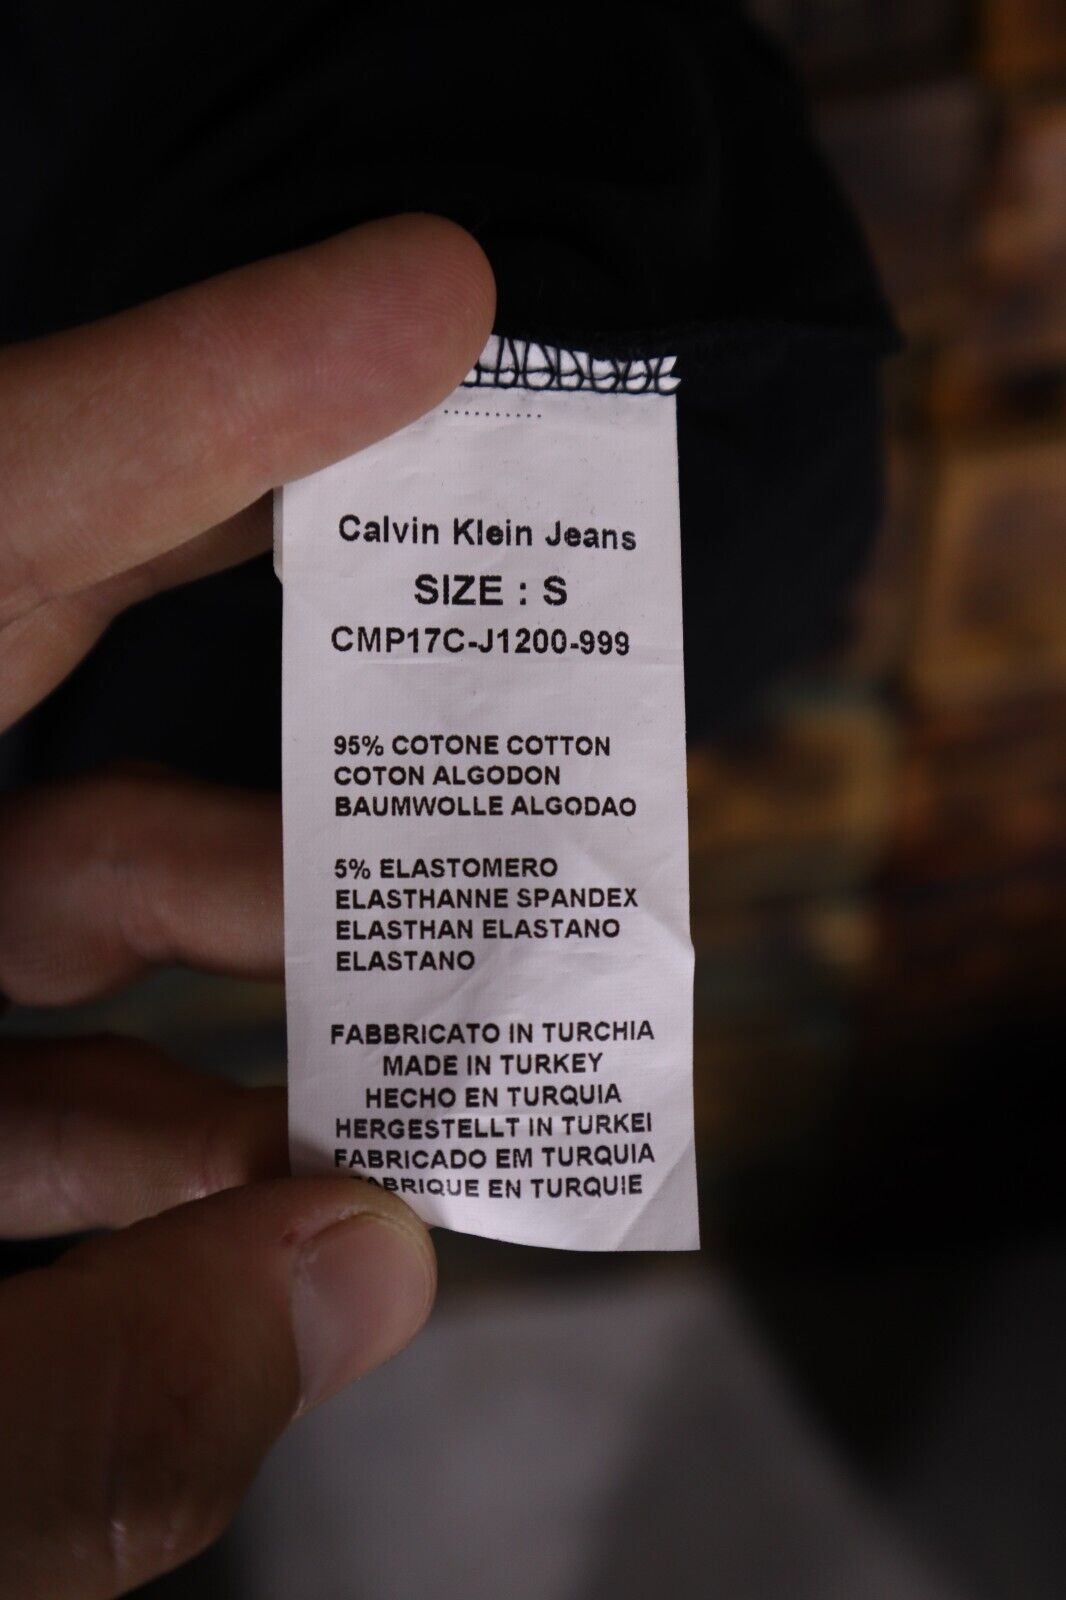 Calvin Klein Jeans
SIZE : S
CMP17C-J1200-999
95% COTONE COTTON
COTON ALGODON
BAUMWOLLE ALGODAO
5% ELASTOMERO
ELASTHANNE SPANDEX
ELASTHAN ELASTANO
ELASTANO
FABBRICATO IN TURCHIA
MADE IN TURKEY
HECHO EN TURQUIA
HERGESTELLT IN TURKEI
FABRICADO EM TURQUIA
FABRIQUE EN TURQUIE